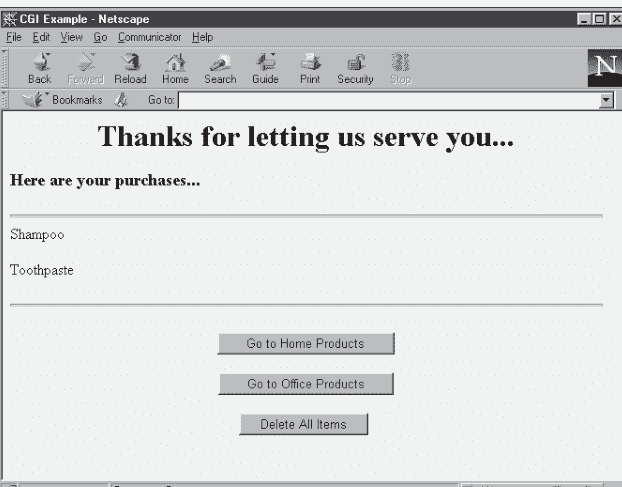 CGI Example - Netscape
File Edit View Go Communicator Help
Back Forward Reload Home Search Guide Print Security Stop
N
Bookmarks Go to:
Thanks for letting us serve you...
Here are your purchases...
Shampoo
Toothpaste
Go to Home Products
Go to Office Products
Delete All Items